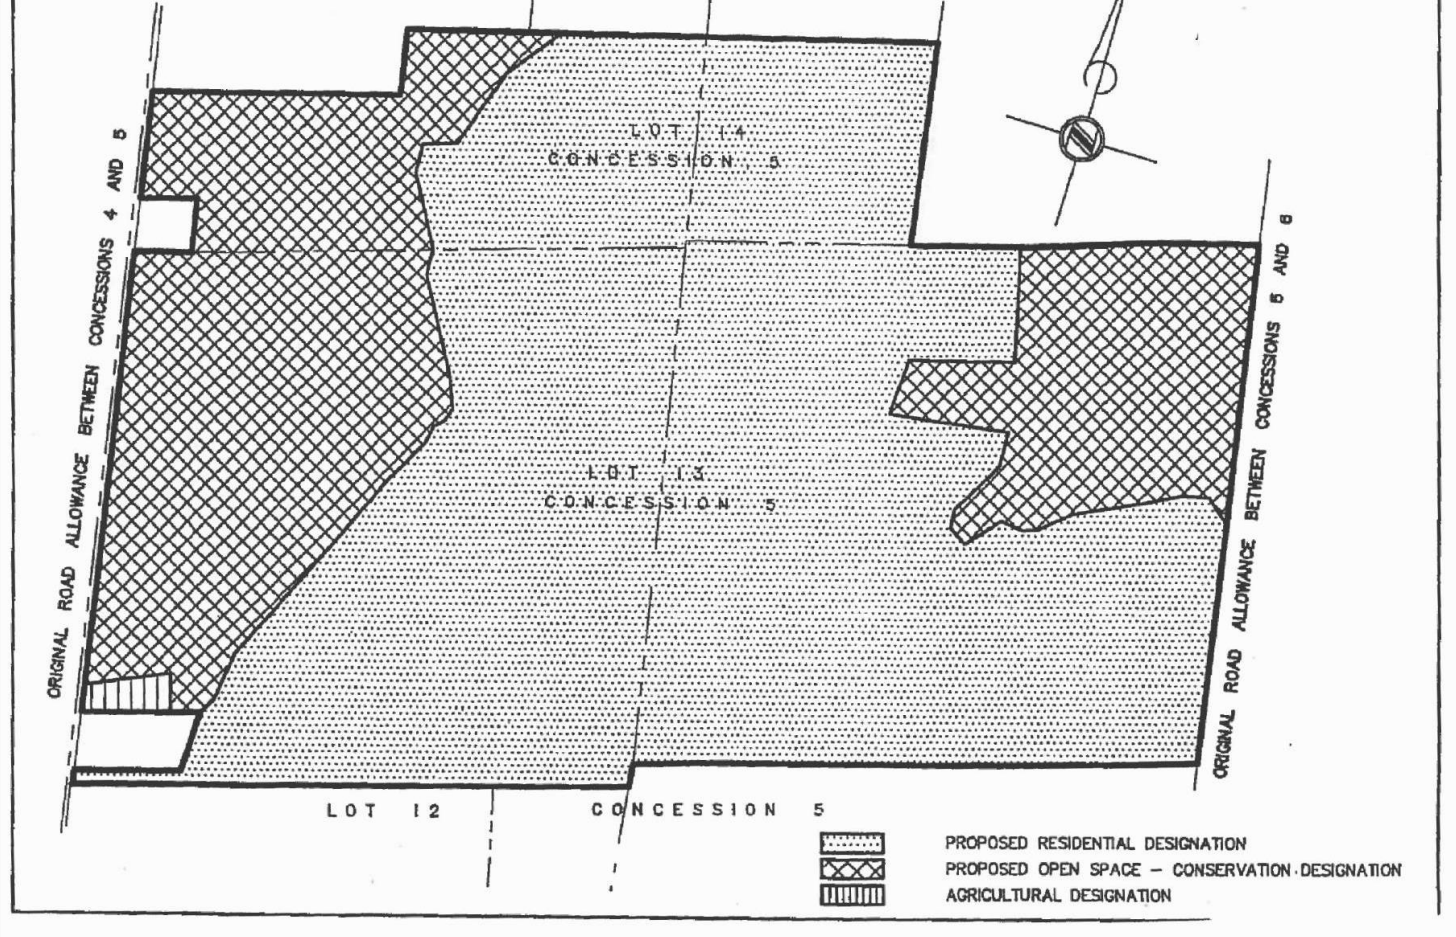 LOT 14
CONCESSION 5
ORIGINAL ROAD ALLOWANCE BETWEEN CONCESSIONS 4 AND 5
ORIGINAL ROAD ALLOWANCE BETWEEN CONCESSIONS 5 AND 6
LOT 13
CONCESSION 5
LOT 12 CONCESSION 5
PROPOSED RESIDENTIAL DESIGNATION
PROPOSED OPEN SPACE – CONSERVATION DESIGNATION
AGRICULTURAL DESIGNATION